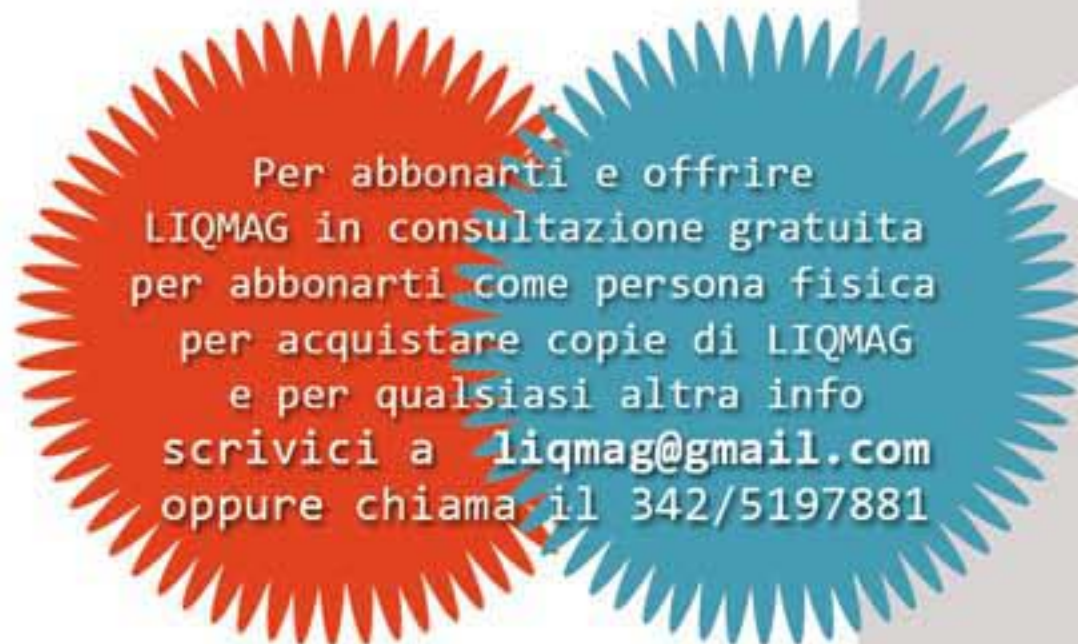 Per abbonarti e offrire
LIQMAG in consultazione gratuita
per abbonarti come persona fisica
per acquistare copie di LIQMAG
e per qualsiasi altra info
scrivici a liqmag@gmail.com
oppure chiama il 342/5197881